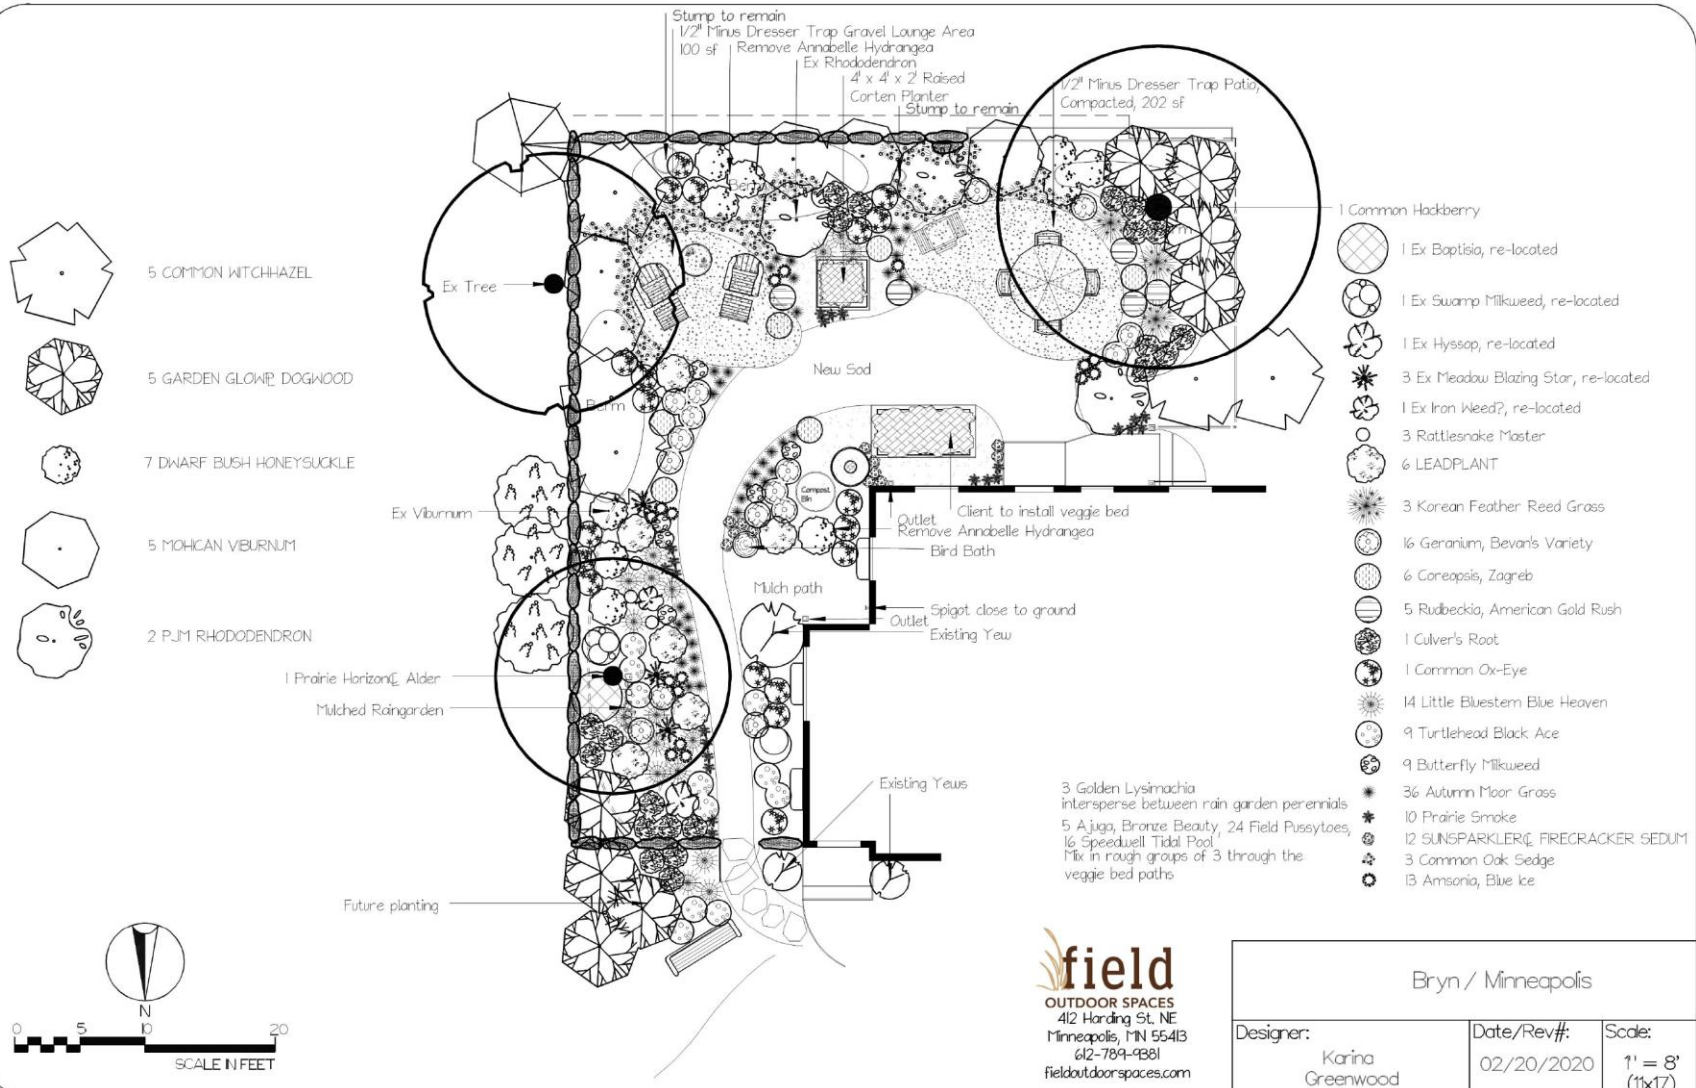 Stump to remain
1/2" Minus Dresser Trap Gravel Lounge Area
100 sf
Remove Annabelle Hydrangea
Ex Rhododendron
4' x 4' x 2' Raised
Corten Planter
Stump to remain
1/2" Minus Dresser Trap Patio,
Compacted, 202 sf
5 COMMON WITCHHAZEL
5 GARDEN GLOW₧ DOGWOOD
7 DWARF BUSH HONEYSUCKLE
5 MOHICAN VIBURNUM
2 PJM RHODODENDRON
Ex Tree
Berm
New Sod
Ex Viburnum
Compost
Bin
Outlet
Client to install veggie bed
Remove Annabelle Hydrangea
Bird Bath
Mulch path
Spigot close to ground
Outlet
Existing Yew
1 Prairie Horizon Alder
Mulched Raingarden
Existing Yews
Future planting
1 Common Hackberry
1 Ex Baptisia, re-located
1 Ex Swamp Milkweed, re-located
1 Ex Hyssop, re-located
3 Ex Meadow Blazing Star, re-located
1 Ex Iron Weed?, re-located
3 Rattlesnake Master
6 LEADPLANT
3 Korean Feather Reed Grass
16 Geranium, Bevan's Variety
6 Coreopsis, Zagreb
5 Rudbeckia, American Gold Rush
1 Culver's Root
1 Common Ox-Eye
14 Little Bluestem Blue Heaven
9 Turtlehead Black Ace
9 Butterfly Milkweed
36 Autumn Moor Grass
10 Prairie Smoke
12 SUNSPARKLER FIRECRACKER SEDUM
3 Common Oak Sedge
13 Amsonia, Blue Ice
3 Golden Lysimachia
intersperse between rain garden perennials
5 Ajuga, Bronze Beauty, 24 Field Pussytoes,
16 Speedwell Tidal Pool
Mix in rough groups of 3 through the
veggie bed paths
N
0 5 10 20
SCALE IN FEET
field
OUTDOOR SPACES
412 Harding St. NE
Minneapolis, MN 55413
612-789-9381
fieldoutdoorspaces.com
Bryn / Minneapolis
Designer:
Karina
Greenwood
Date/Rev#:
02/20/2020
Scale:
1" = 8'
(11x17)